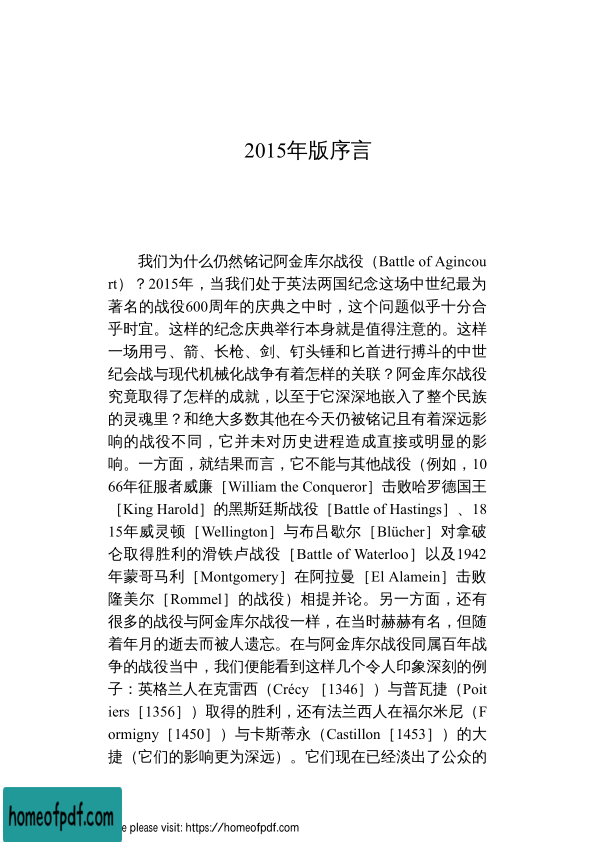 2015年版序言
我们为什么仍然铭记阿金库尔战役（Battle of Agincou
rt）？2015年，当我们处于英法两国纪念这场中世纪最为
著名的战役600周年的庆典之中时，这个问题似乎十分合
乎时宜。这样的纪念庆典举行本身就是值得注意的。这样
一场用弓、箭、长枪、剑、钉头锤和匕首进行搏斗的中世
纪会战与现代机械化战争有着怎样的关联？阿金库尔战役
究竟取得了怎样的成就，以至于它深深地嵌入了整个民族
的灵魂里？和绝大多数其他在今天仍被铭记且有着深远影
响的战役不同，它并未对历史进程造成直接或明显的影
响。一方面，就结果而言，它不能与其他战役（例如，10
66年征服者威廉［William the Conqueror］击败哈罗德国王
［King Harold］的黑斯廷斯战役［Battle of Hastings］、18
15年威灵顿［Wellington］与布吕歇尔［Blücher］对拿破
仑取得胜利的滑铁卢战役［Battle of Waterloo］以及1942
年蒙哥马利［Montgomery］在阿拉曼［El Alamein］击败
隆美尔［Rommel］的战役）相提并论。另一方面，还有
很多的战役与阿金库尔战役一样，在当时赫赫有名，但随
着年月的逝去而被人遗忘。在与阿金库尔战役同属百年战
争的战役当中，我们便能看到这样几个令人印象深刻的例
子：英格兰人在克雷西（Crécy ［1346］）与普瓦捷（Poit
iers［1356］）取得的胜利，还有法兰西人在福尔米尼（F
ormigny［1450］）与卡斯蒂永（Castillon［1453］）的大
捷（它们的影响更为深远）。它们现在已经淡出了公众的
homeofpdf.com
e please visit: https://homeofpdf.com